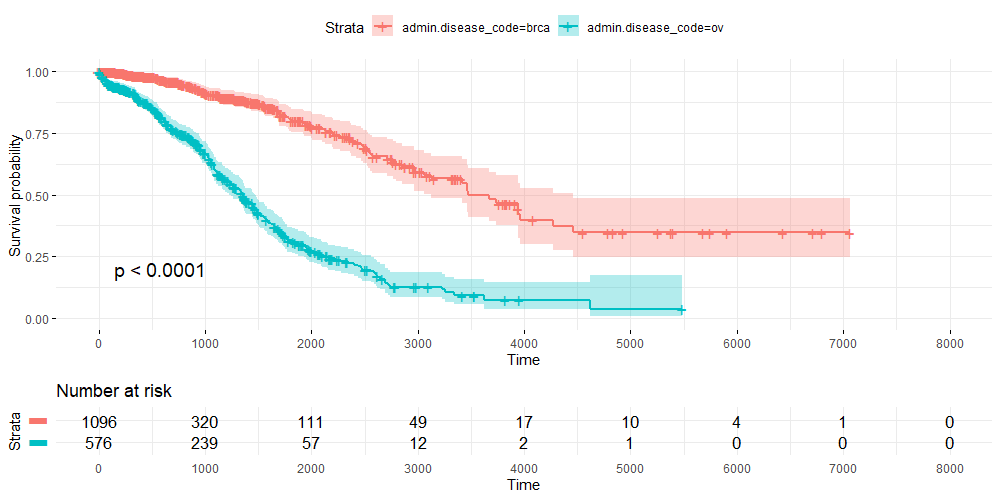 Strata admin.disease_code=brca admin.disease_code=ov
Survival probability
1.00
0.75
0.50
0.25
0.00
p < 0.0001
0 1000 2000 3000 4000 5000 6000 7000 8000
Time
Number at risk
Strata
1096 320 111 49 17 10 4 1 0
576 239 57 12 2 1 0 0 0
0 1000 2000 3000 4000 5000 6000 7000 8000
Time